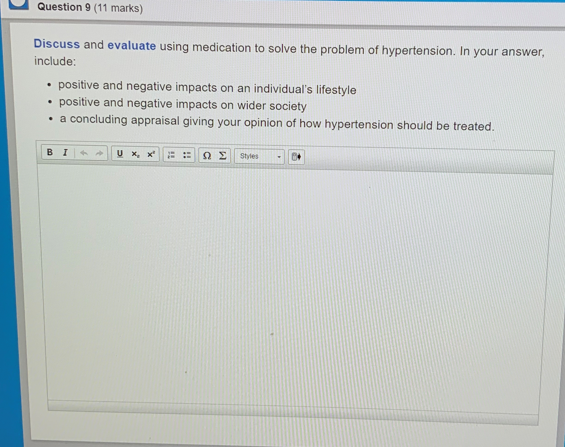 Question 9 (11 marks)
Discuss and evaluate using medication to solve the problem of hypertension. In your answer,
include:
• positive and negative impacts on an individual's lifestyle
• positive and negative impacts on wider society
• a concluding appraisal giving your opinion of how hypertension should be treated.
B I U x₂ x² Ω Σ Styles